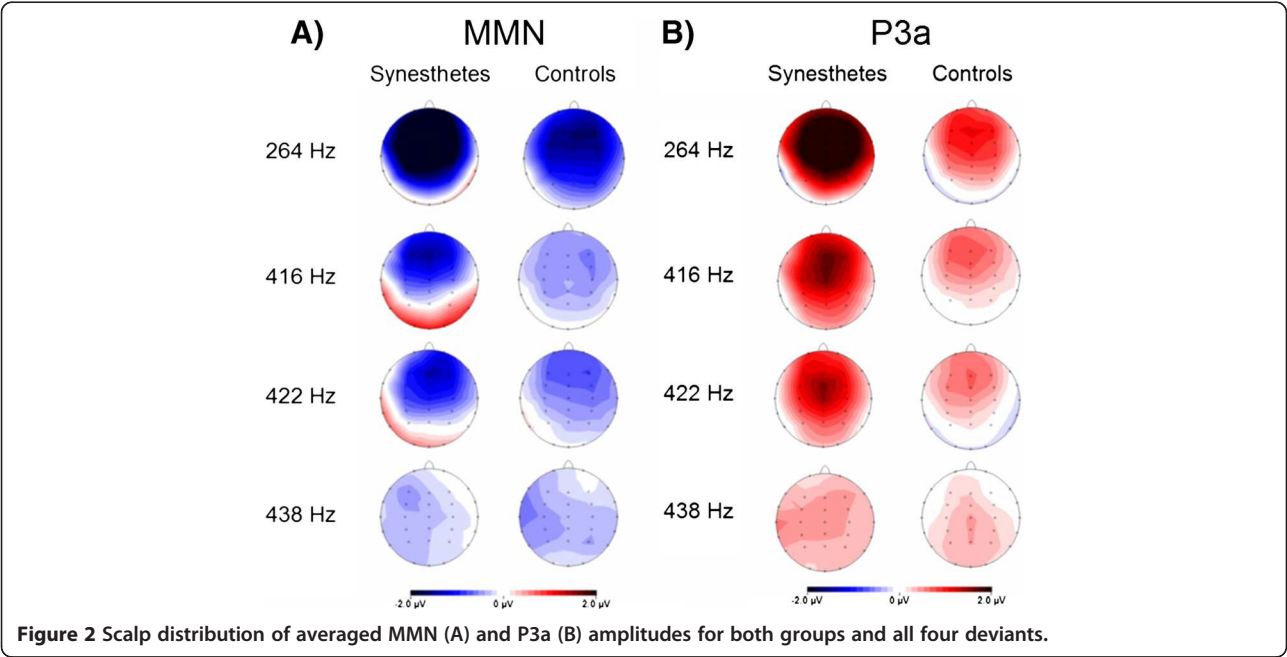 A) MMN B) P3a
Synesthetes Controls Synesthetes Controls
264 Hz 264 Hz
416 Hz 416 Hz
422 Hz 422 Hz
438 Hz 438 Hz
-2.0 µV 0 µV 2.0 µV -2.0 µV 0 µV 2.0 µV
Figure 2 Scalp distribution of averaged MMN (A) and P3a (B) amplitudes for both groups and all four deviants.